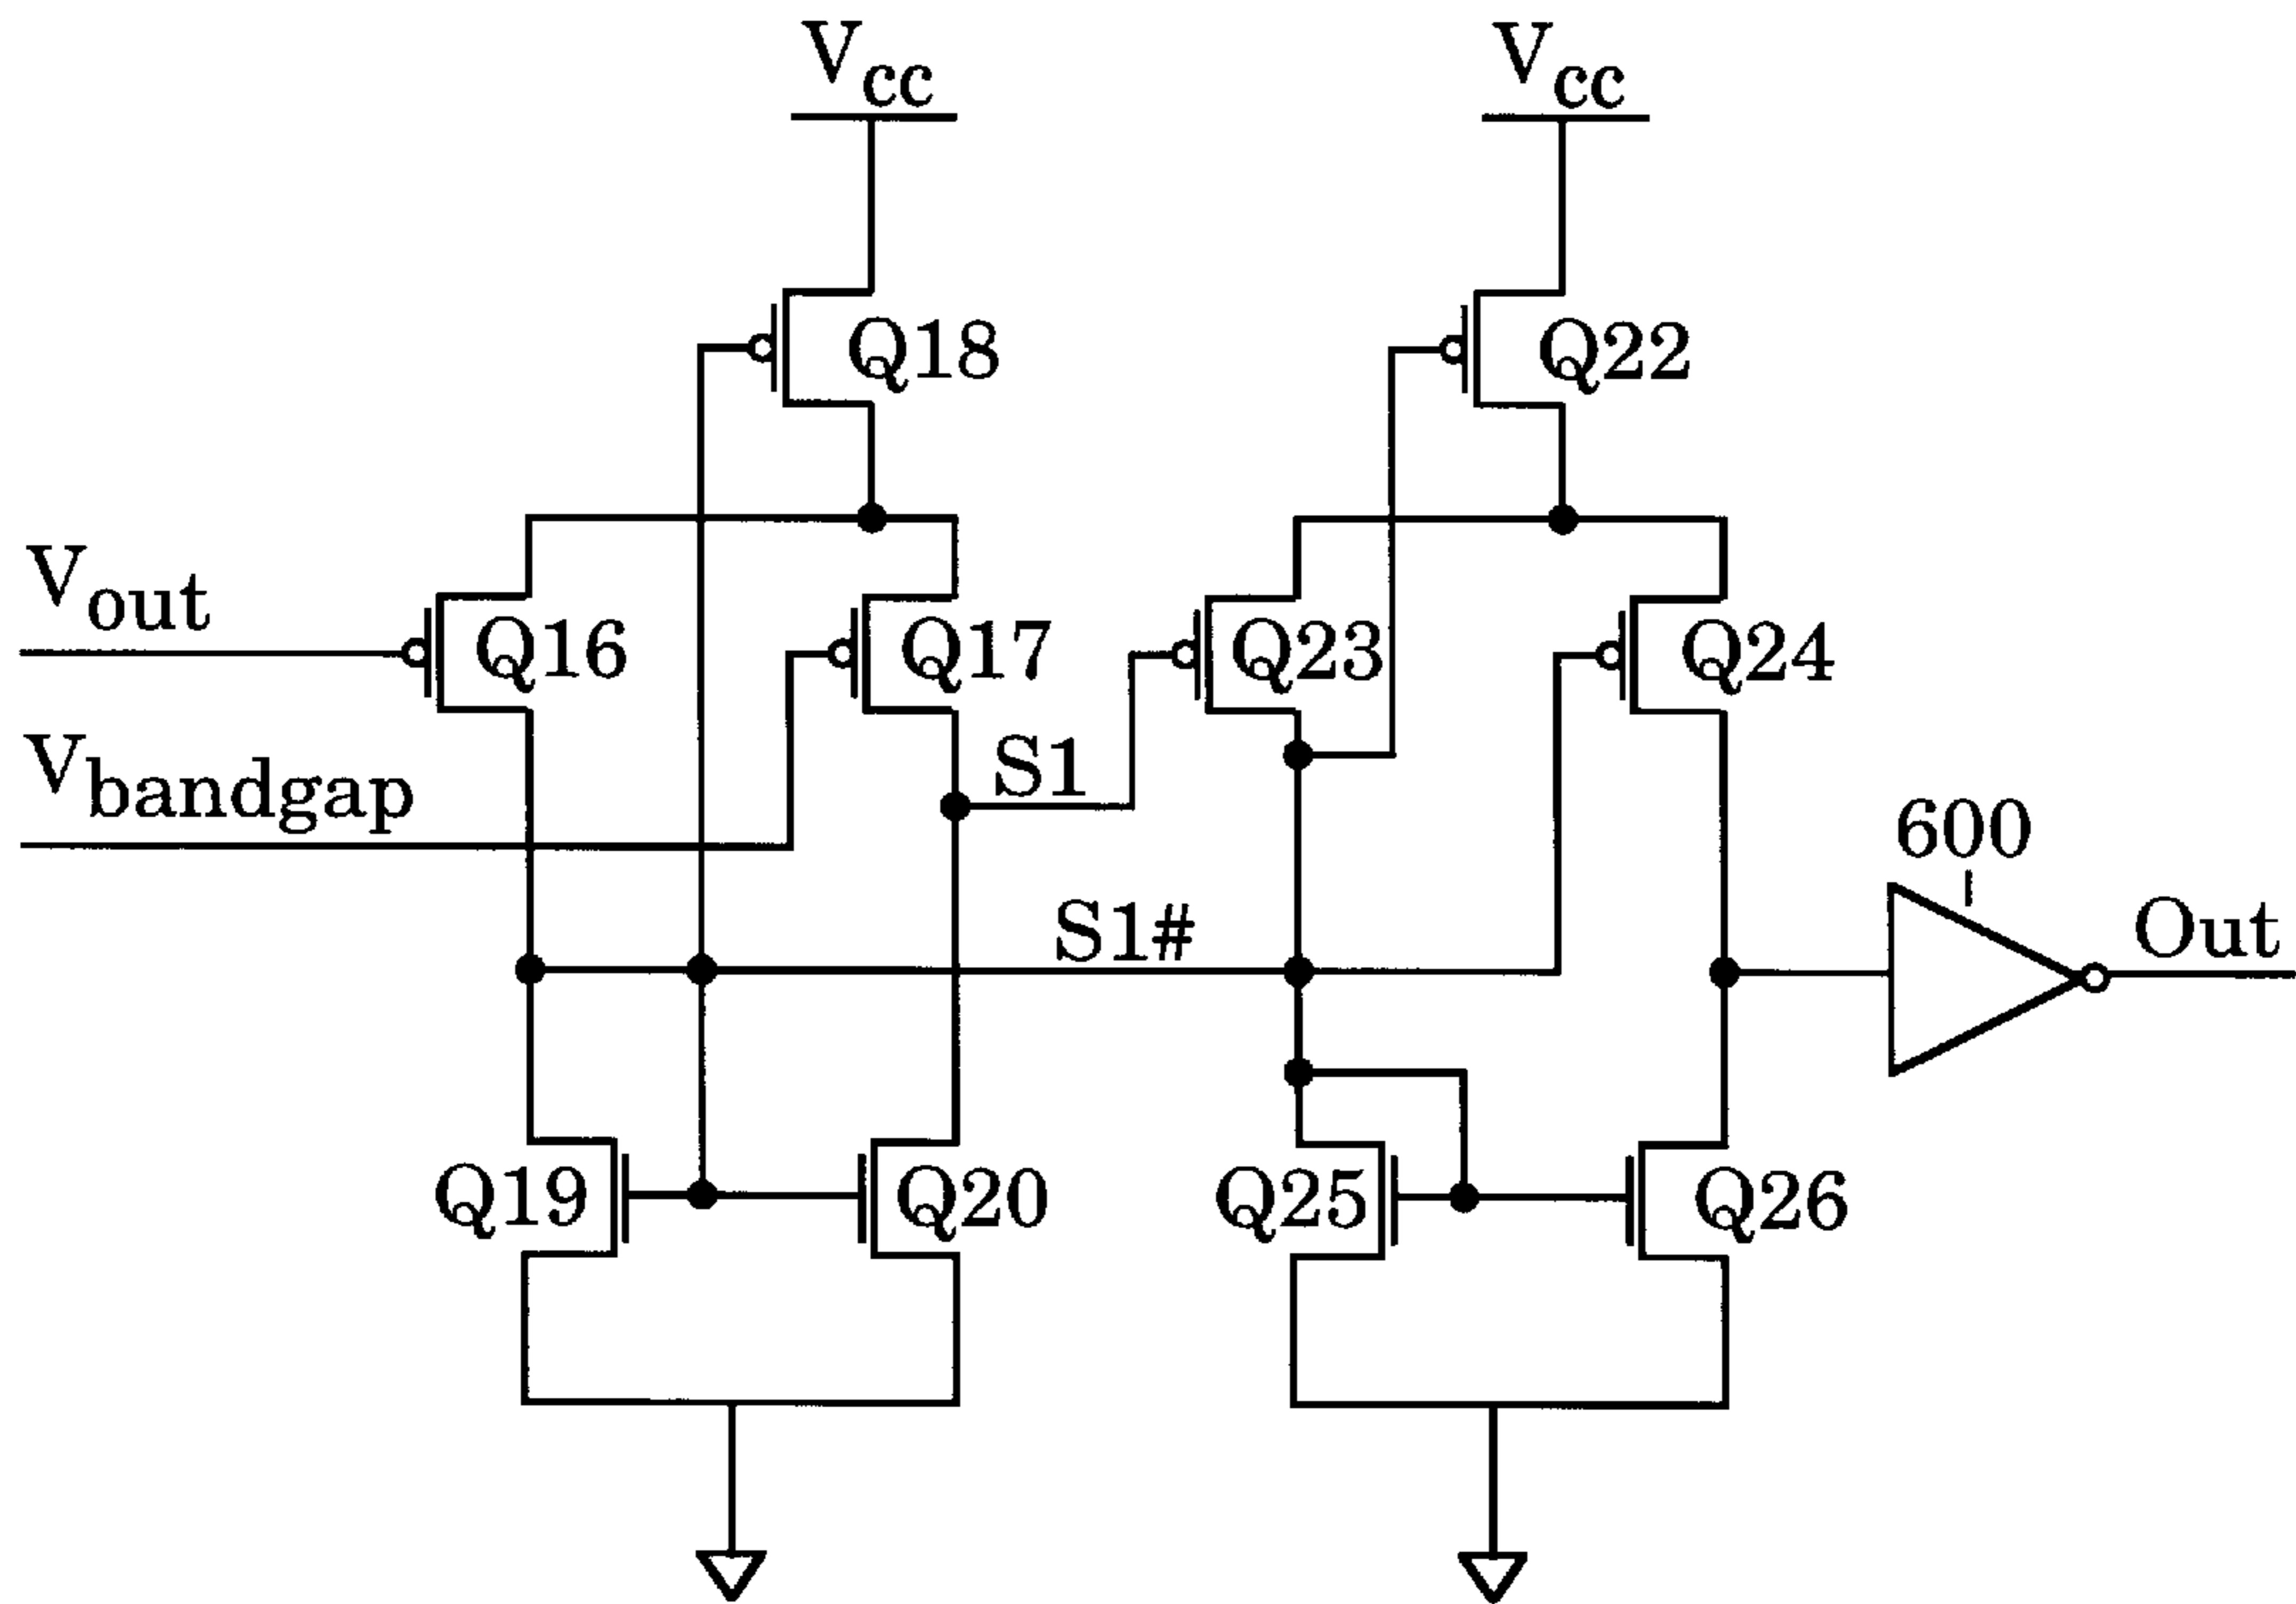 Vcc Vcc
Q18 Q22
Vout Q16 Q17 Q23 Q24
Vbandgap S1
600
S1# Out
Q19 Q20 Q25 Q26